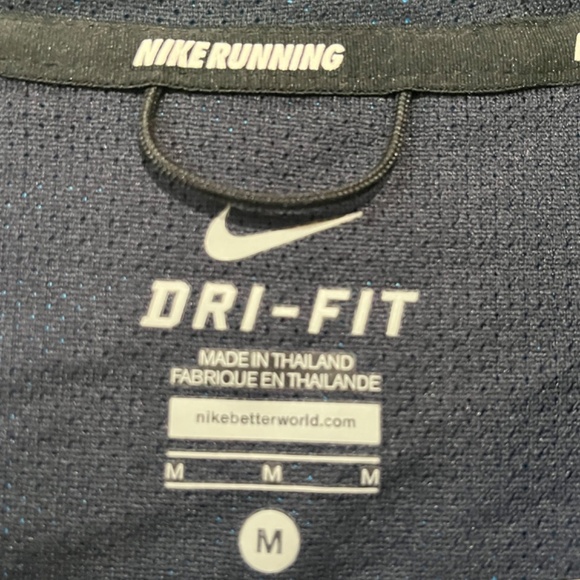 NIKE RUNNING
DRI-FIT
MADE IN THAILAND
FABRIQUE EN THAILANDE
nikebetterworld.com
M M M
M